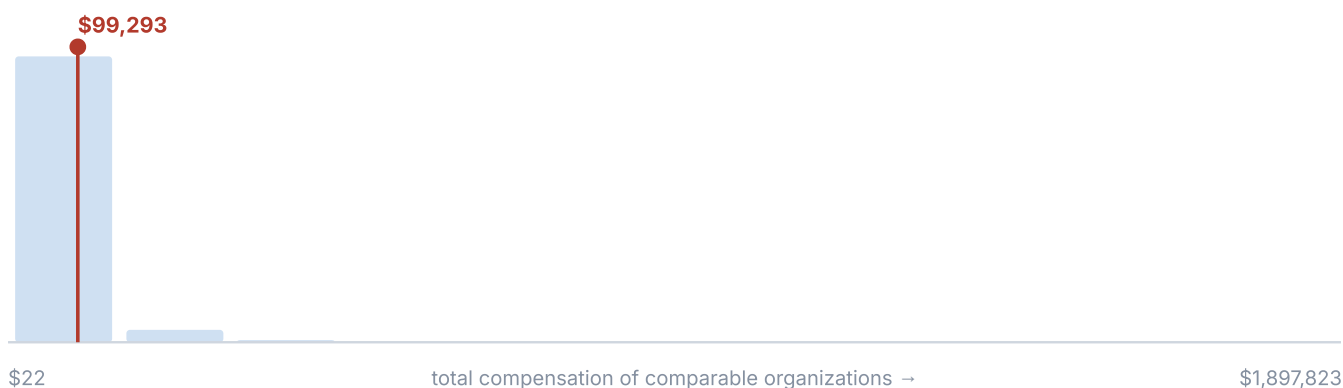 $99,293
$22 total compensation of comparable organizations → $1,897,823